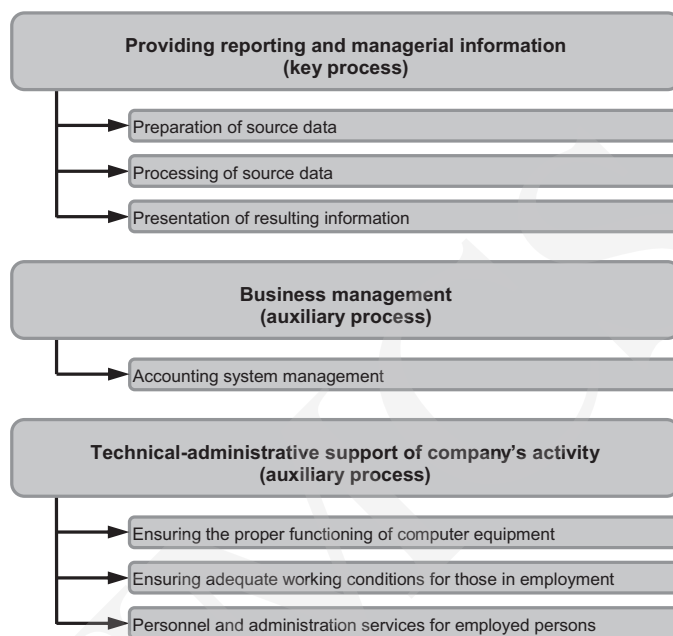 Providing reporting and managerial information
(key process)
Preparation of source data
Processing of source data
Presentation of resulting information
Business management
(auxiliary process)
Accounting system management
Technical-administrative support of company's activity
(auxiliary process)
Ensuring the proper functioning of computer equipment
Ensuring adequate working conditions for those in employment
Personnel and administration services for employed persons